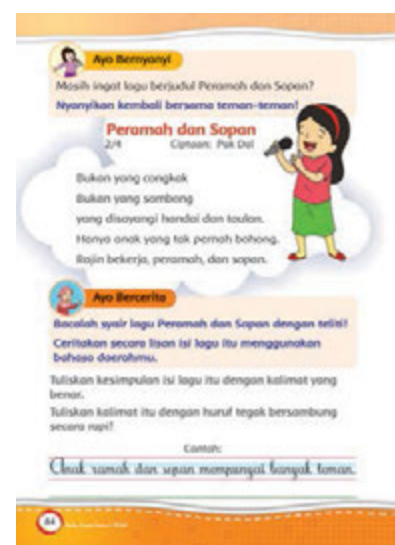 Ayo Bernyanyi
Masih ingat lagu berjudul Peramah dan Sopan?
Nyanyikan kembali bersama teman-teman!
Peramah dan Sopan
2/4 Ciptaan: Pak Dal
Bukan yang congkak
Bukan yang sombong
yang disayangi handai dan taulan.
Hanya anak yang tak pernah bohong.
Rajin bekerja, peramah, dan sopan.
Ayo Bercerita
Bacalah syair lagu Peramah dan Sopan dengan teliti!
Ceritakan secara lisan isi lagu itu menggunakan
bahasa daerahmu.
Tuliskan kesimpulan isi lagu itu dengan kalimat yang
benar.
Tuliskan kalimat itu dengan huruf tegak bersambung
secara rapi!
Contoh:
Anak ramah dan sopan mempunyai banyak teman.
84